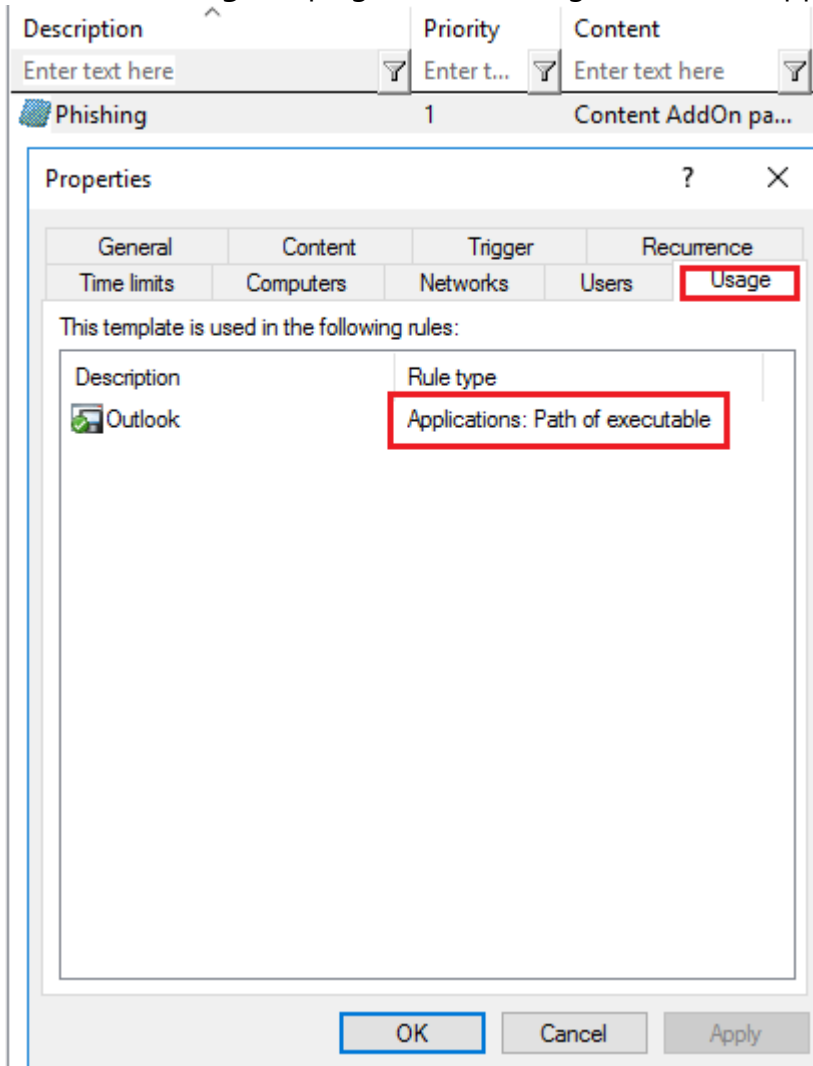 Description Priority Content
Enter text here Enter t... Enter text here
Phishing 1 Content AddOn pa...
Properties ? X
General Content Trigger Recurrence
Time limits Computers Networks Users Usage
This template is used in the following rules:
Description Rule type
Outlook Applications: Path of executable
OK Cancel Apply